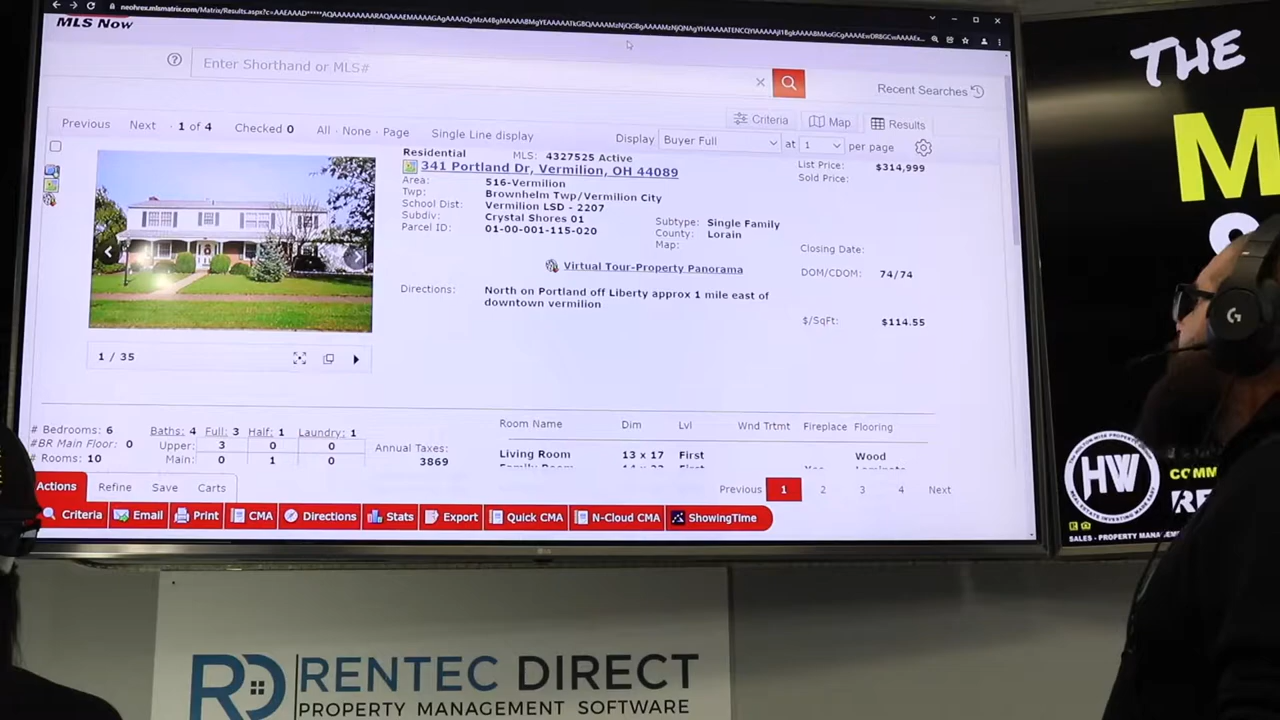 MLS Now
Enter Shorthand or MLS#
Recent Searches
Previous Next · 1 of 4 Checked 0 All · None · Page Single Line display
Criteria Map Results
Display Buyer Full at 1 per page
Residential MLS: 4327525 Active
341 Portland Dr, Vermilion, OH 44089
List Price: $314,999
Sold Price:
Area: 516-Vermilion
Twp: Brownhelm Twp/Vermilion City
School Dist: Vermilion LSD - 2207
Subdiv: Crystal Shores 01
Parcel ID: 01-00-001-115-020
Subtype: Single Family
County: Lorain
Map:
Closing Date:
DOM/CDOM: 74/74
$/SqFt: $114.55
Virtual Tour-Property Panorama
Directions: North on Portland off Liberty approx 1 mile east of
downtown vermilion
1 / 35
# Bedrooms: 6 Baths: 4 Full: 3 Half: 1 Laundry: 1
#BR Main Floor: 0 Upper: 3 0 0
# Rooms: 10 Main: 0 1 0
Annual Taxes:
3869
Room Name Dim Lvl Wnd Trtmt Fireplace Flooring
Living Room 13 x 17 First Wood
Actions Refine Save Carts
Previous 1 2 3 4 Next
Criteria Email Print CMA Directions Stats Export Quick CMA N-Cloud CMA ShowingTime
THE
M
HW
COMM
RE
SALES - PROPERTY MANAGEME
RD RENTEC DIRECT
PROPERTY MANAGEMENT SOFTWARE